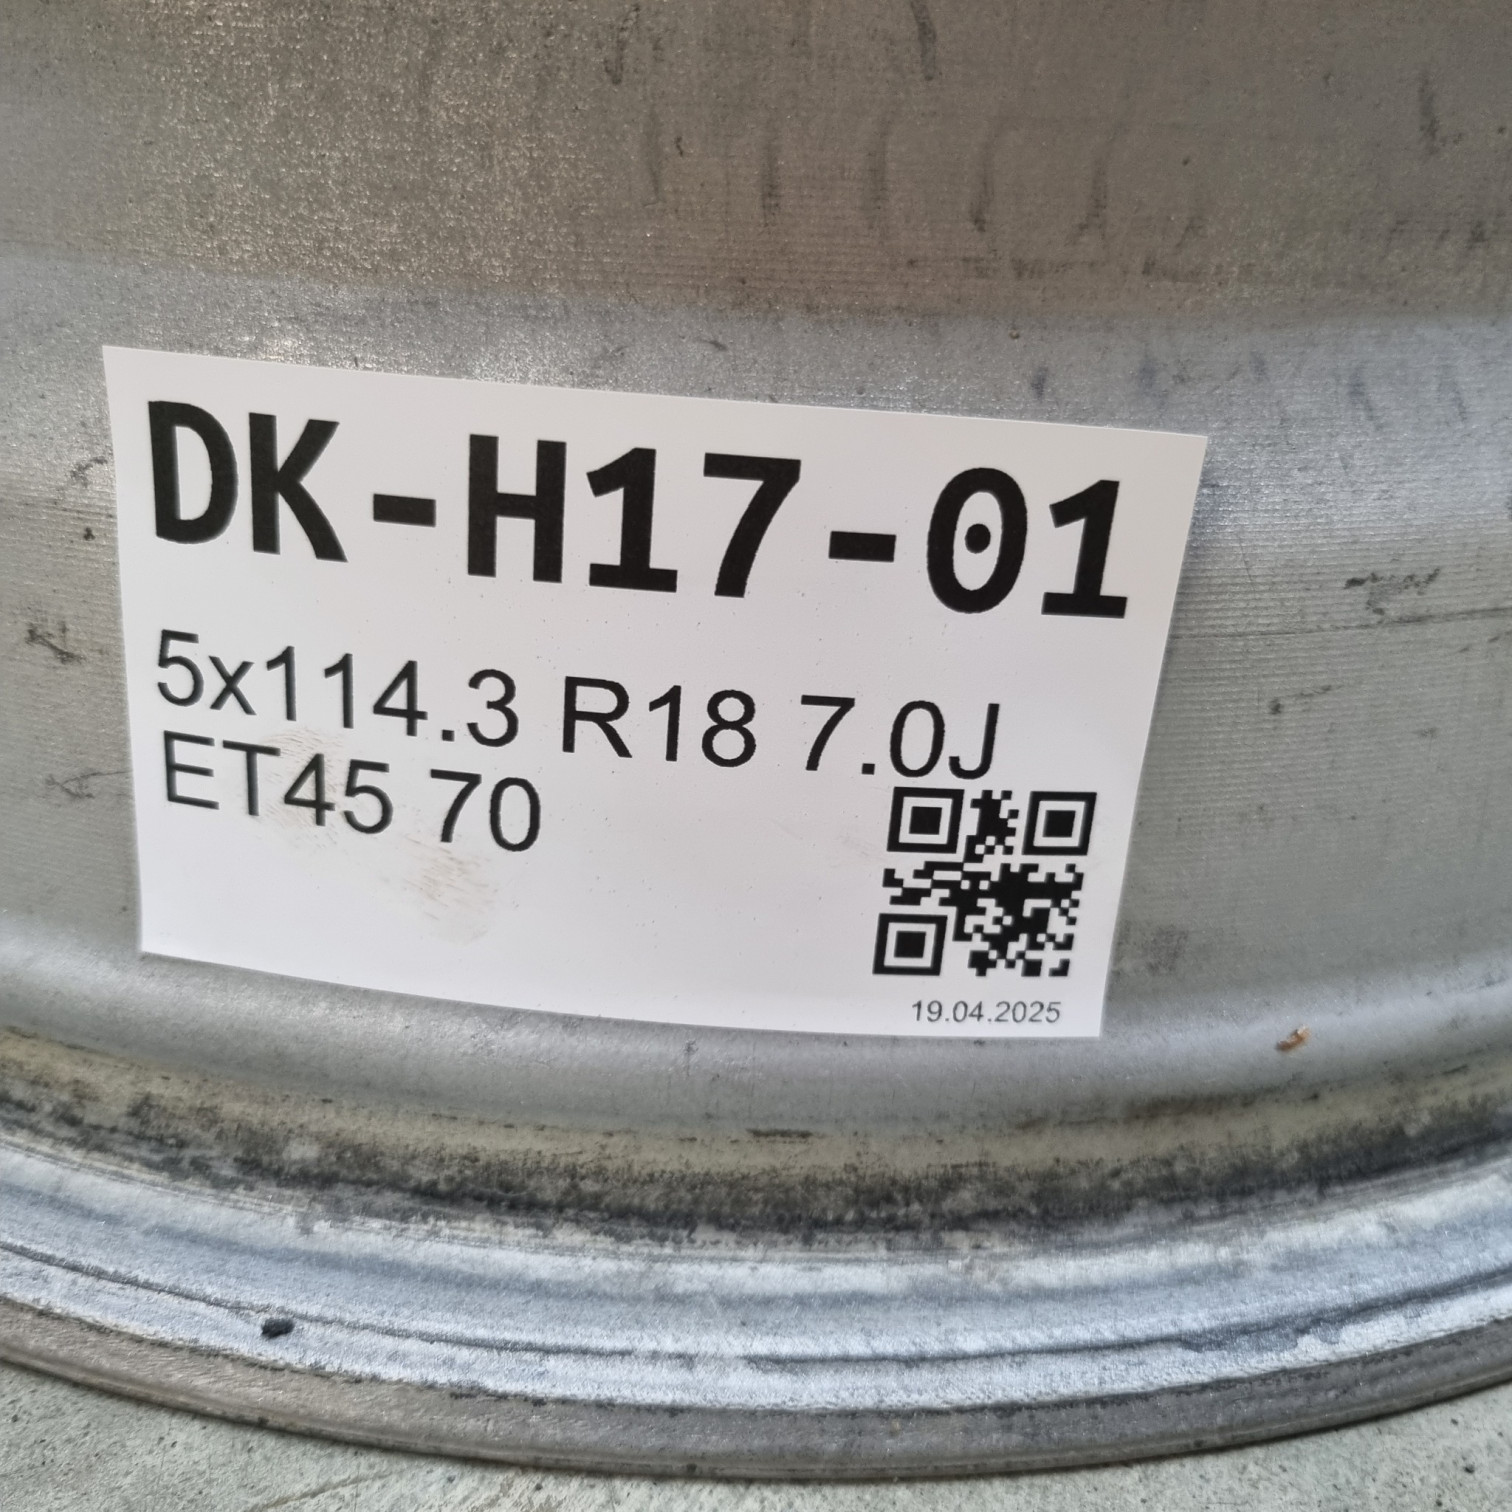 DK-H17-01
5x114.3 R18 7.0J
ET45 70
19.04.2025